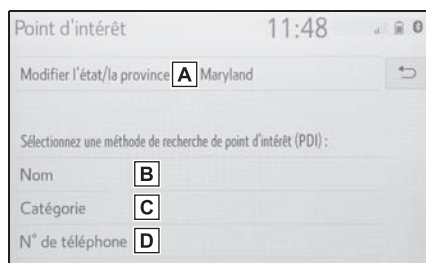 Point d'intérêt 11:48 0
Modifier l'état/la province A Maryland
Sélectionnez une méthode de recherche de point d'intérêt (PDI) :
Nom B
Catégorie C
N° de téléphone D